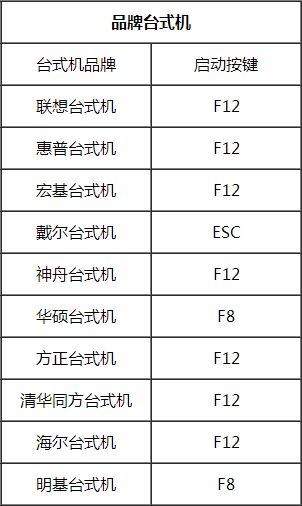 品牌台式机
台式机品牌 启动按键
联想台式机 F12
惠普台式机 F12
宏基台式机 F12
戴尔台式机 ESC
神舟台式机 F12
华硕台式机 F8
方正台式机 F12
清华同方台式机 F12
海尔台式机 F12
明基台式机 F8